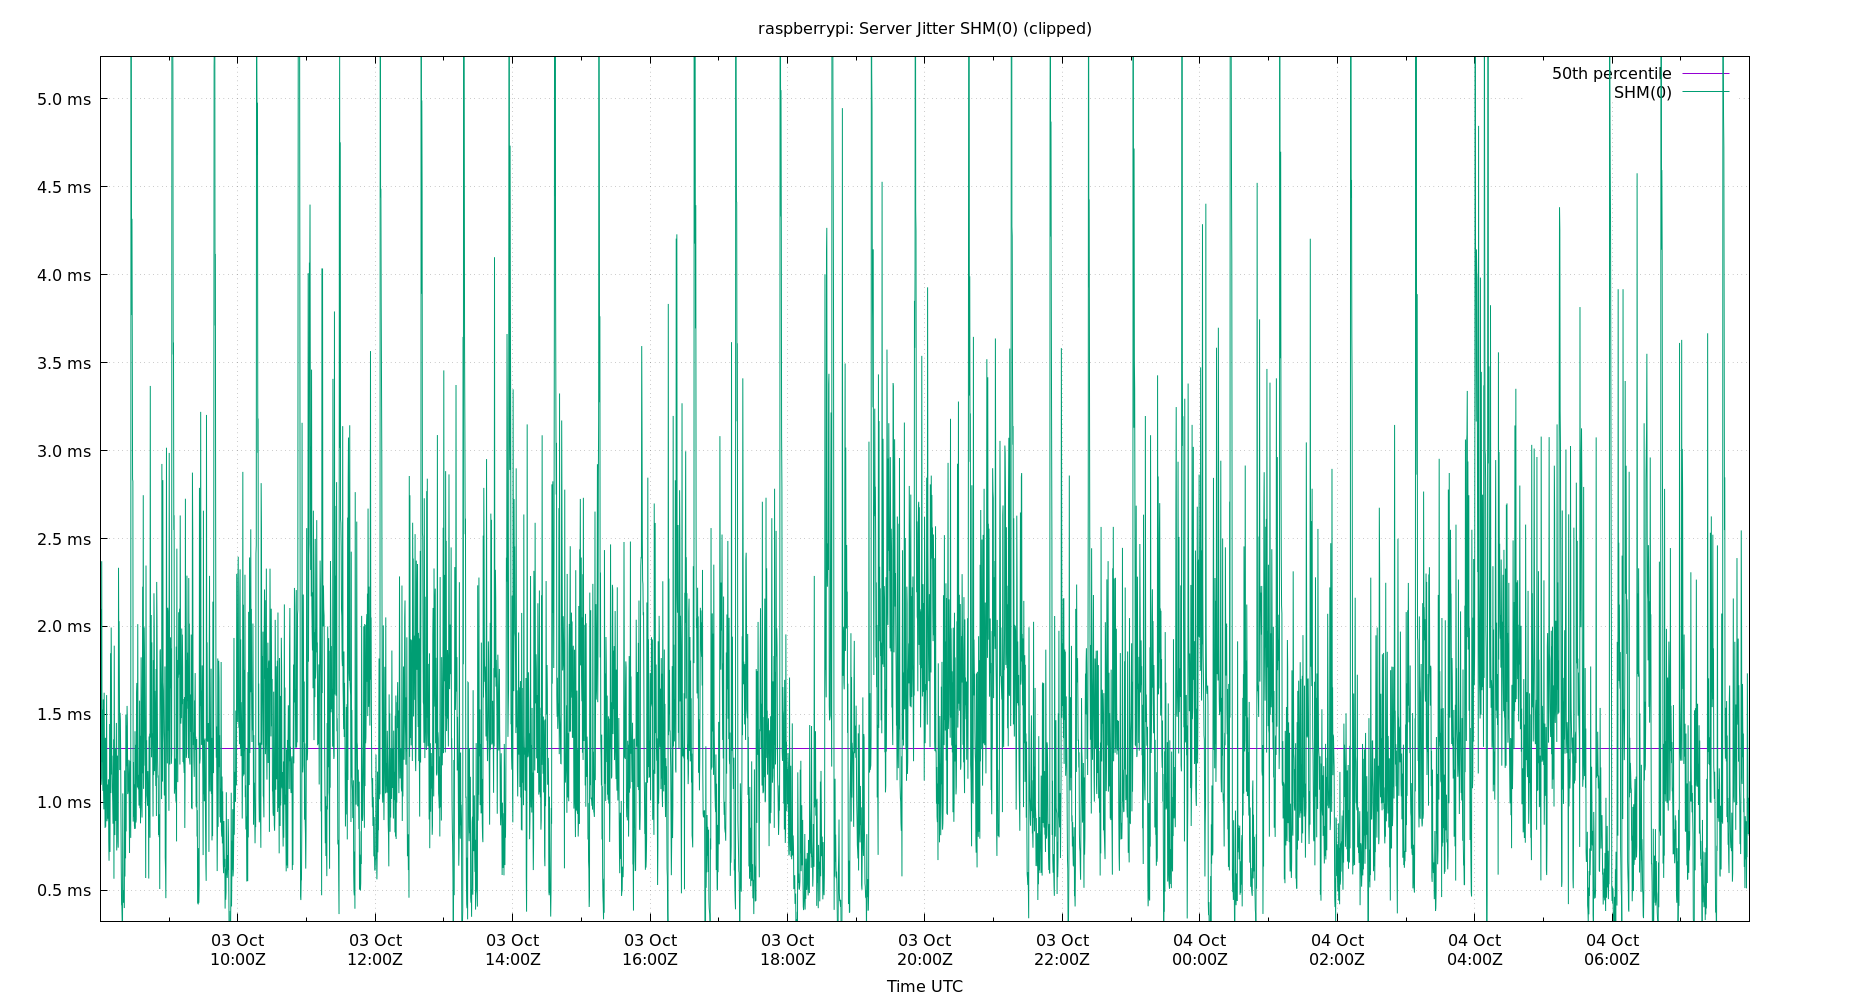 raspberrypi: Server Jitter SHM(0) (clipped)
50th percentile
SHM(0)
5.0 ms
4.5 ms
4.0 ms
3.5 ms
3.0 ms
2.5 ms
2.0 ms
1.5 ms
1.0 ms
0.5 ms
03 Oct 03 Oct 03 Oct 03 Oct 03 Oct 03 Oct 03 Oct 04 Oct 04 Oct 04 Oct 04 Oct
10:00Z 12:00Z 14:00Z 16:00Z 18:00Z 20:00Z 22:00Z 00:00Z 02:00Z 04:00Z 06:00Z
Time UTC